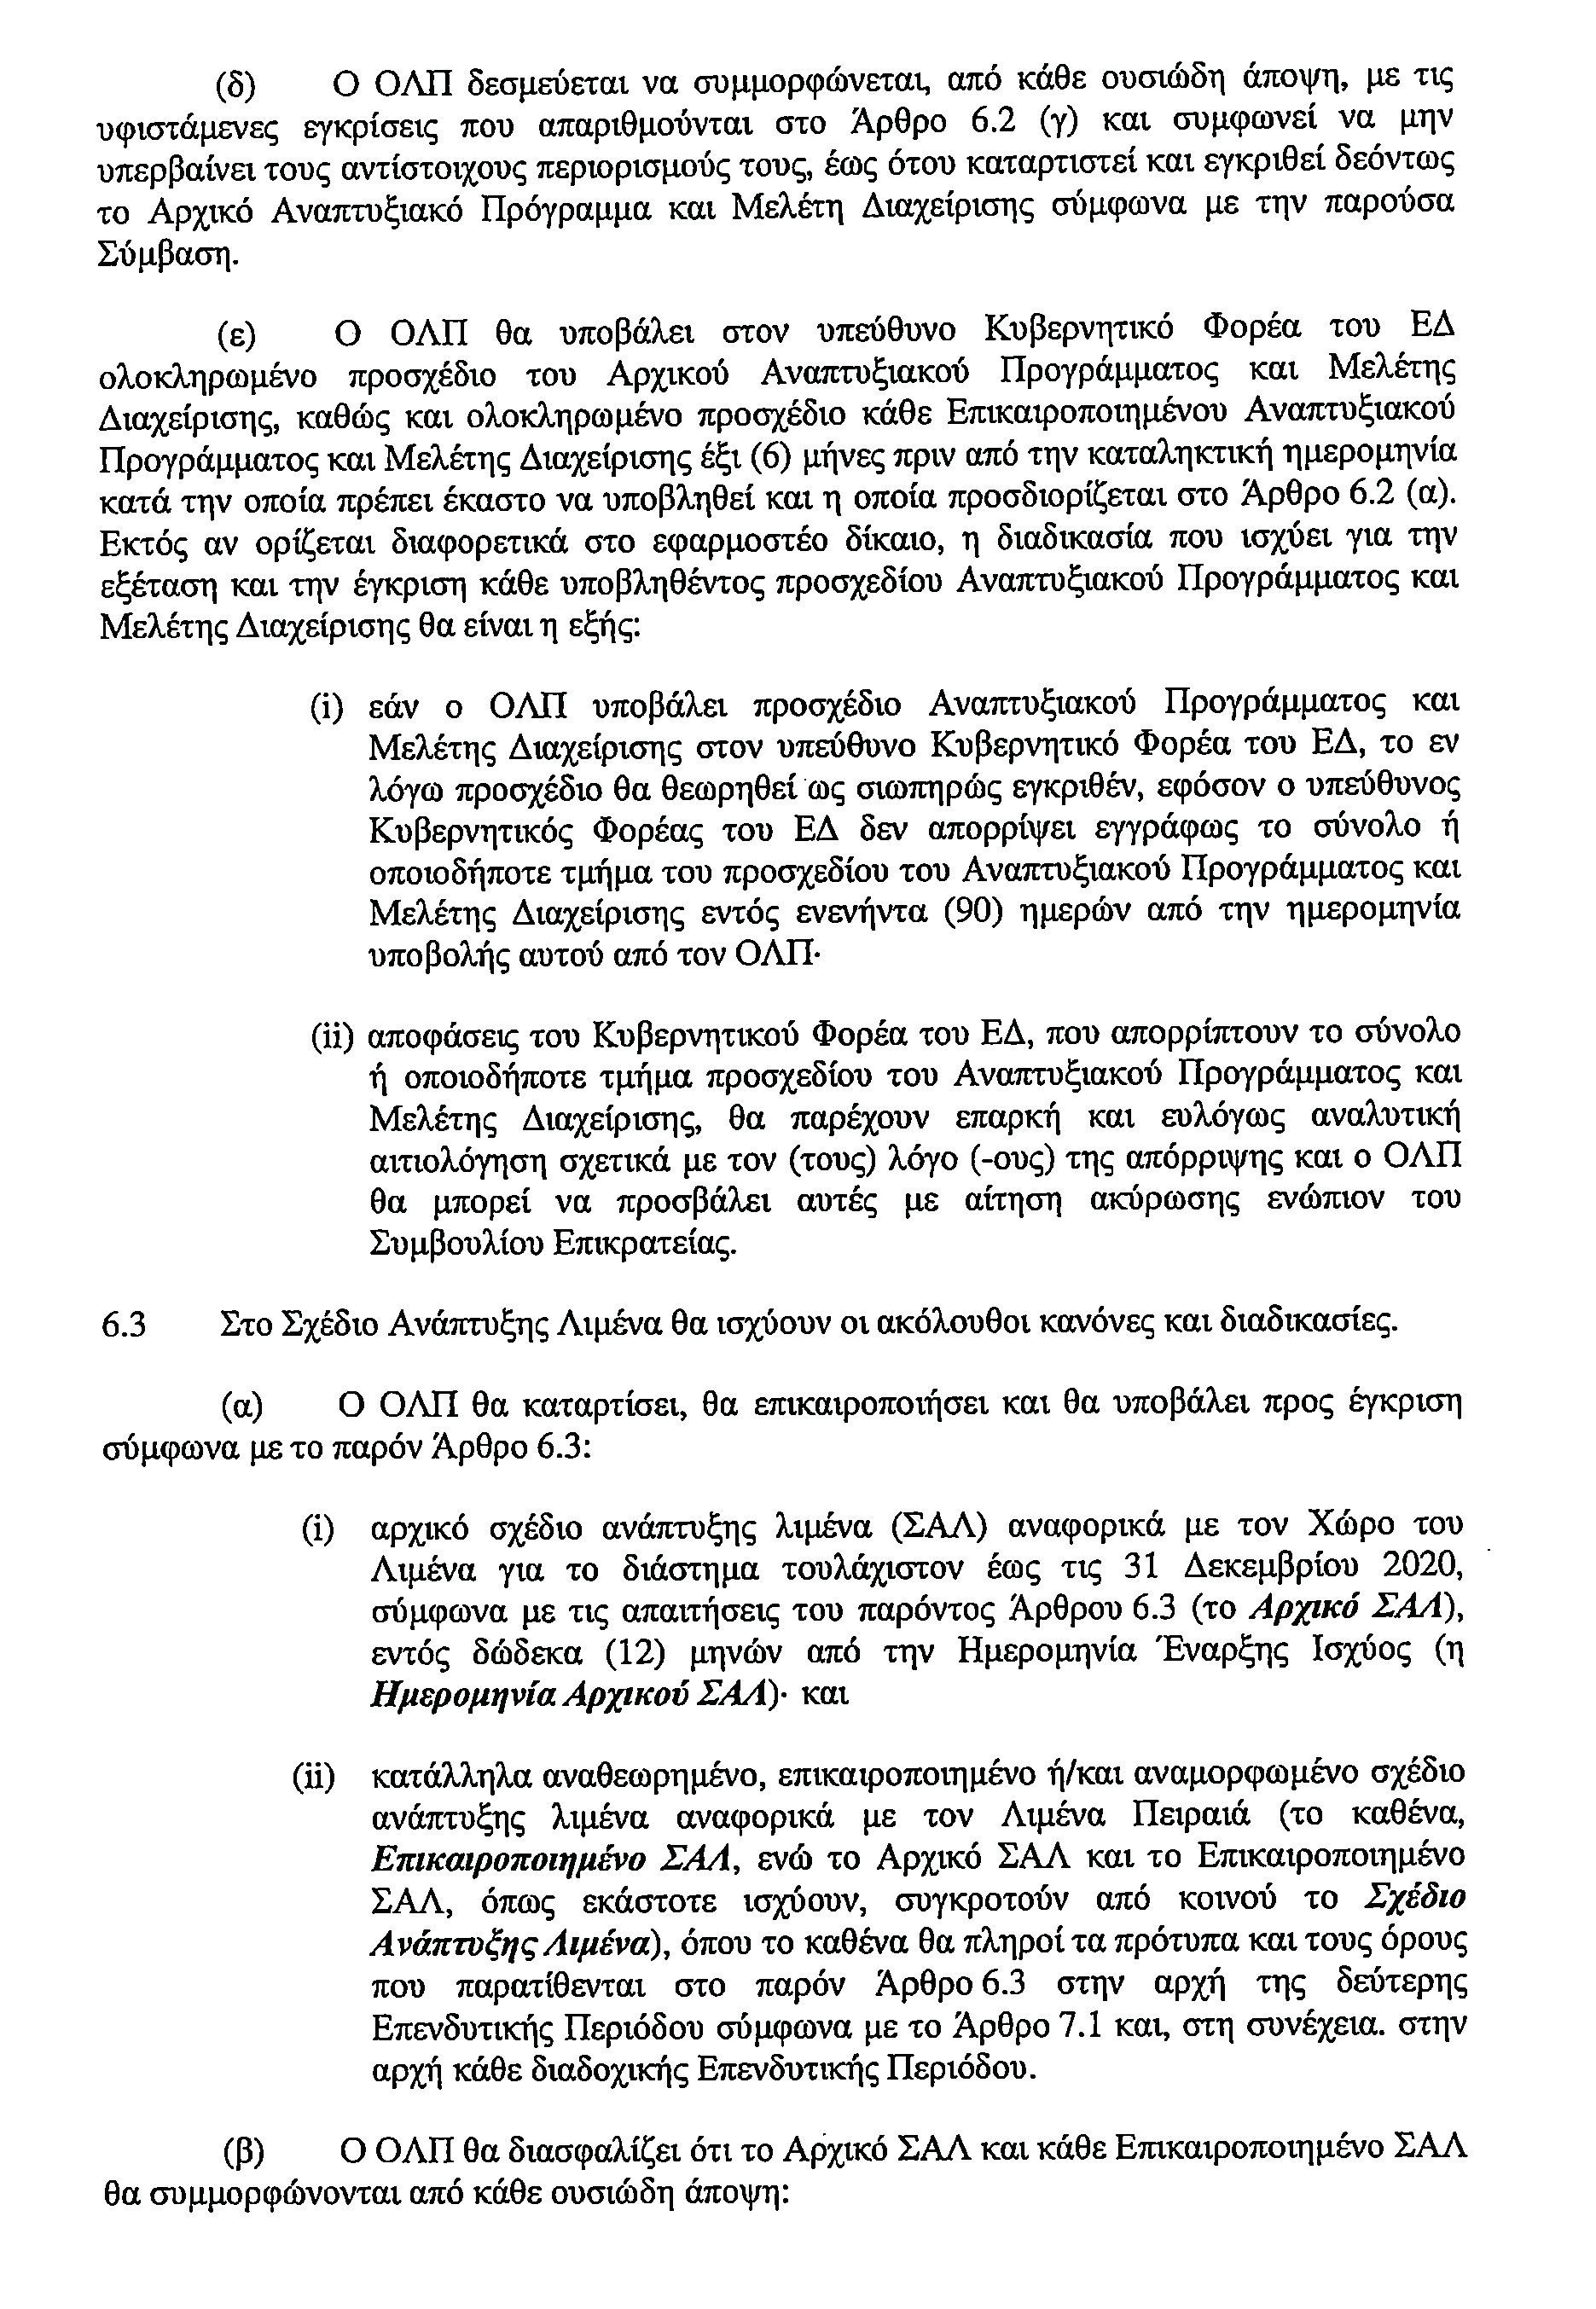 (δ) Ο ΟΛΠ δεσμεύεται να συμμορφώνεται, από κάθε ουσιώδη άποψη, με τις
υφιστάμενες εγκρίσεις που απαριθμούνται στο Άρθρο 6.2 (γ) και συμφωνεί να μην
υπερβαίνει τους αντίστοιχους περιορισμούς τους, έως ότου καταρτιστεί και εγκριθεί δεόντως
το Αρχικό Αναπτυξιακό Πρόγραμμα και Μελέτη Διαχείρισης σύμφωνα με την παρούσα
Σύμβαση.
(ε) Ο ΟΛΠ θα υποβάλει στον υπεύθυνο Κυβερνητικό Φορέα του ΕΔ
ολοκληρωμένο προσχέδιο του Αρχικού Αναπτυξιακού Προγράμματος και Μελέτης
Διαχείρισης, καθώς και ολοκληρωμένο προσχέδιο κάθε Επικαιροποιημένου Αναπτυξιακού
Προγράμματος και Μελέτης Διαχείρισης έξι (6) μήνες πριν από την καταληκτική ημερομηνία
κατά την οποία πρέπει έκαστο να υποβληθεί και η οποία προσδιορίζεται στο Άρθρο 6.2 (α).
Εκτός αν ορίζεται διαφορετικά στο εφαρμοστέο δίκαιο, η διαδικασία που ισχύει για την
εξέταση και την έγκριση κάθε υποβληθέντος προσχεδίου Αναπτυξιακού Προγράμματος και
Μελέτης Διαχείρισης θα είναι η εξής:
(i) εάν ο ΟΛΠ υποβάλει προσχέδιο Αναπτυξιακού Προγράμματος και
Μελέτης Διαχείρισης στον υπεύθυνο Κυβερνητικό Φορέα του ΕΔ, το εν
λόγω προσχέδιο θα θεωρηθεί ως σιωπηρώς εγκριθέν, εφόσον ο υπεύθυνος
Κυβερνητικός Φορέας του ΕΔ δεν απορρίψει εγγράφως το σύνολο ή
οποιοδήποτε τμήμα του προσχεδίου του Αναπτυξιακού Προγράμματος και
Μελέτης Διαχείρισης εντός ενενήντα (90) ημερών από την ημερομηνία
υποβολής αυτού από τον ΟΛΠ·
(ii) αποφάσεις του Κυβερνητικού Φορέα του ΕΔ, που απορρίπτουν το σύνολο
ή οποιοδήποτε τμήμα προσχεδίου του Αναπτυξιακού Προγράμματος και
Μελέτης Διαχείρισης, θα παρέχουν επαρκή και ευλόγως αναλυτική
αιτιολόγηση σχετικά με τον (τους) λόγο (-ους) της απόρριψης και ο ΟΛΠ
θα μπορεί να προσβάλει αυτές με αίτηση ακύρωσης ενώπιον του
Συμβουλίου Επικρατείας.
6.3 Στο Σχέδιο Ανάπτυξης Λιμένα θα ισχύουν οι ακόλουθοι κανόνες και διαδικασίες.
(α) Ο ΟΛΠ θα καταρτίσει, θα επικαιροποιήσει και θα υποβάλει προς έγκριση
σύμφωνα με το παρόν Άρθρο 6.3:
(i) αρχικό σχέδιο ανάπτυξης λιμένα (ΣΑΛ) αναφορικά με τον Χώρο του
Λιμένα για το διάστημα τουλάχιστον έως τις 31 Δεκεμβρίου 2020,
σύμφωνα με τις απαιτήσεις του παρόντος Άρθρου 6.3 (το Αρχικό ΣΑΛ),
εντός δώδεκα (12) μηνών από την Ημερομηνία Έναρξης Ισχύος (η
Ημερομηνία Αρχικού ΣΑΛ)· και
(ii) κατάλληλα αναθεωρημένο, επικαιροποιημένο ή/και αναμορφωμένο σχέδιο
ανάπτυξης λιμένα αναφορικά με τον Λιμένα Πειραιά (το καθένα,
Επικαιροποιημένο ΣΑΛ, ενώ το Αρχικό ΣΑΛ και το Επικαιροποιημένο
ΣΑΛ, όπως εκάστοτε ισχύουν, συγκροτούν από κοινού το Σχέδιο
Ανάπτυξης Λιμένα), όπου το καθένα θα πληροί τα πρότυπα και τους όρους
που παρατίθενται στο παρόν Άρθρο 6.3 στην αρχή της δεύτερης
Επενδυτικής Περιόδου σύμφωνα με το Άρθρο 7.1 και, στη συνέχεια. στην
αρχή κάθε διαδοχικής Επενδυτικής Περιόδου.
(β) Ο ΟΛΠ θα διασφαλίζει ότι το Αρχικό ΣΑΛ και κάθε Επικαιροποιημένο ΣΑΛ
θα συμμορφώνονται από κάθε ουσιώδη άποψη: